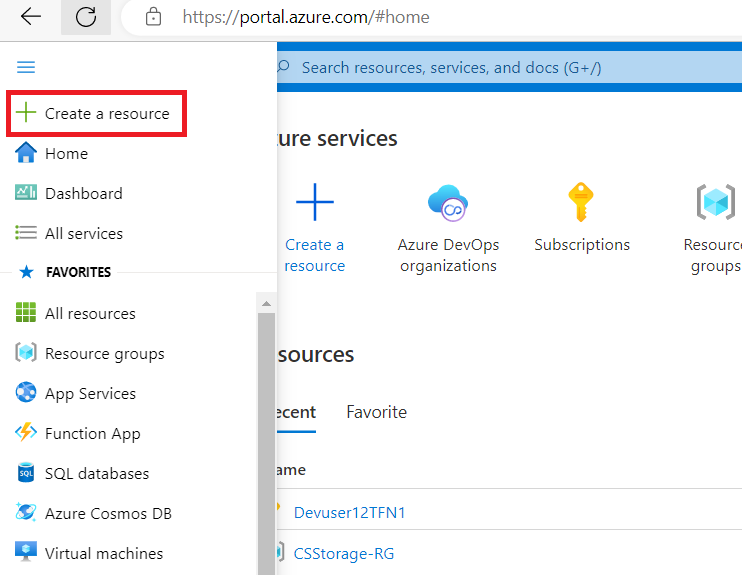 https://portal.azure.com/#home
Search resources, services, and docs (G+/)
Create a resource
Home
Dashboard
All services
FAVORITES
All resources
Resource groups
App Services
Function App
SQL databases
Azure Cosmos DB
Virtual machines
ure services
Create a
resource
Azure DevOps
organizations
Subscriptions
Resourc
groups
sources
ecent Favorite
ame
Devuser12TFN1
CSStorage-RG